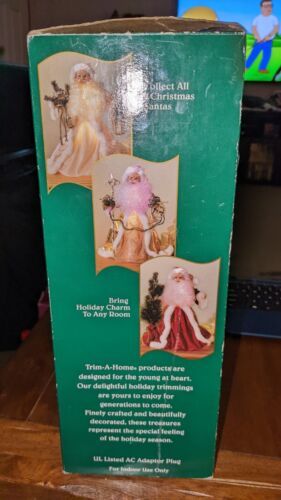 Collect All
Christmas
Santas
Bring
Holiday Charm
To Any Room
Trim-A-Home® products are
designed for the young at heart.
Our delightful holiday trimmings
are yours to enjoy for
generations to come.
Finely crafted and beautifully
decorated, these treasures
represent the special feeling
of the holiday season.
UL Listed AC Adaptor Plug
For Indoor Use Only